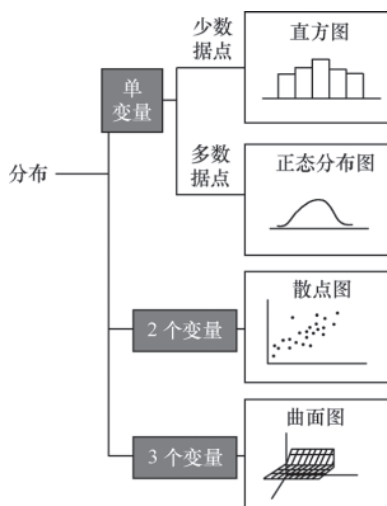 分布
单
变量
少数
据点
直方图
多数
据点
正态分布图
2 个变量
散点图
3 个变量
曲面图